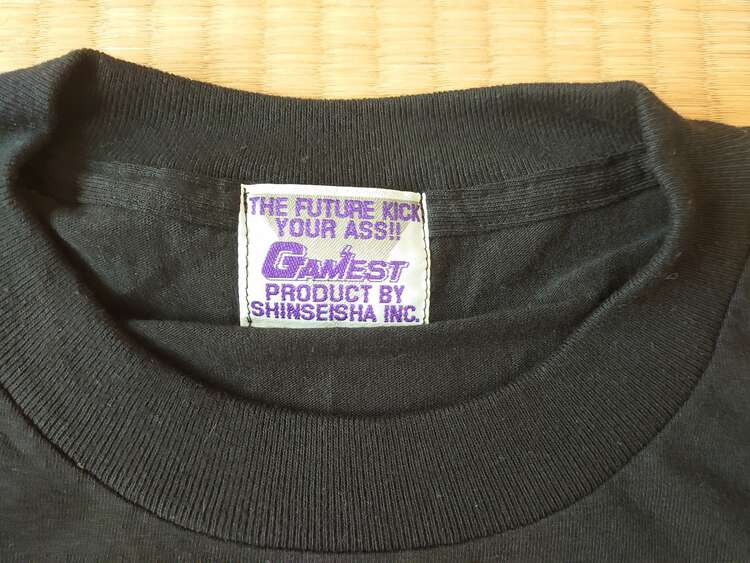 THE FUTURE KICK
YOUR ASS!!
GAMEST
PRODUCT BY
SHINSEISHA INC.